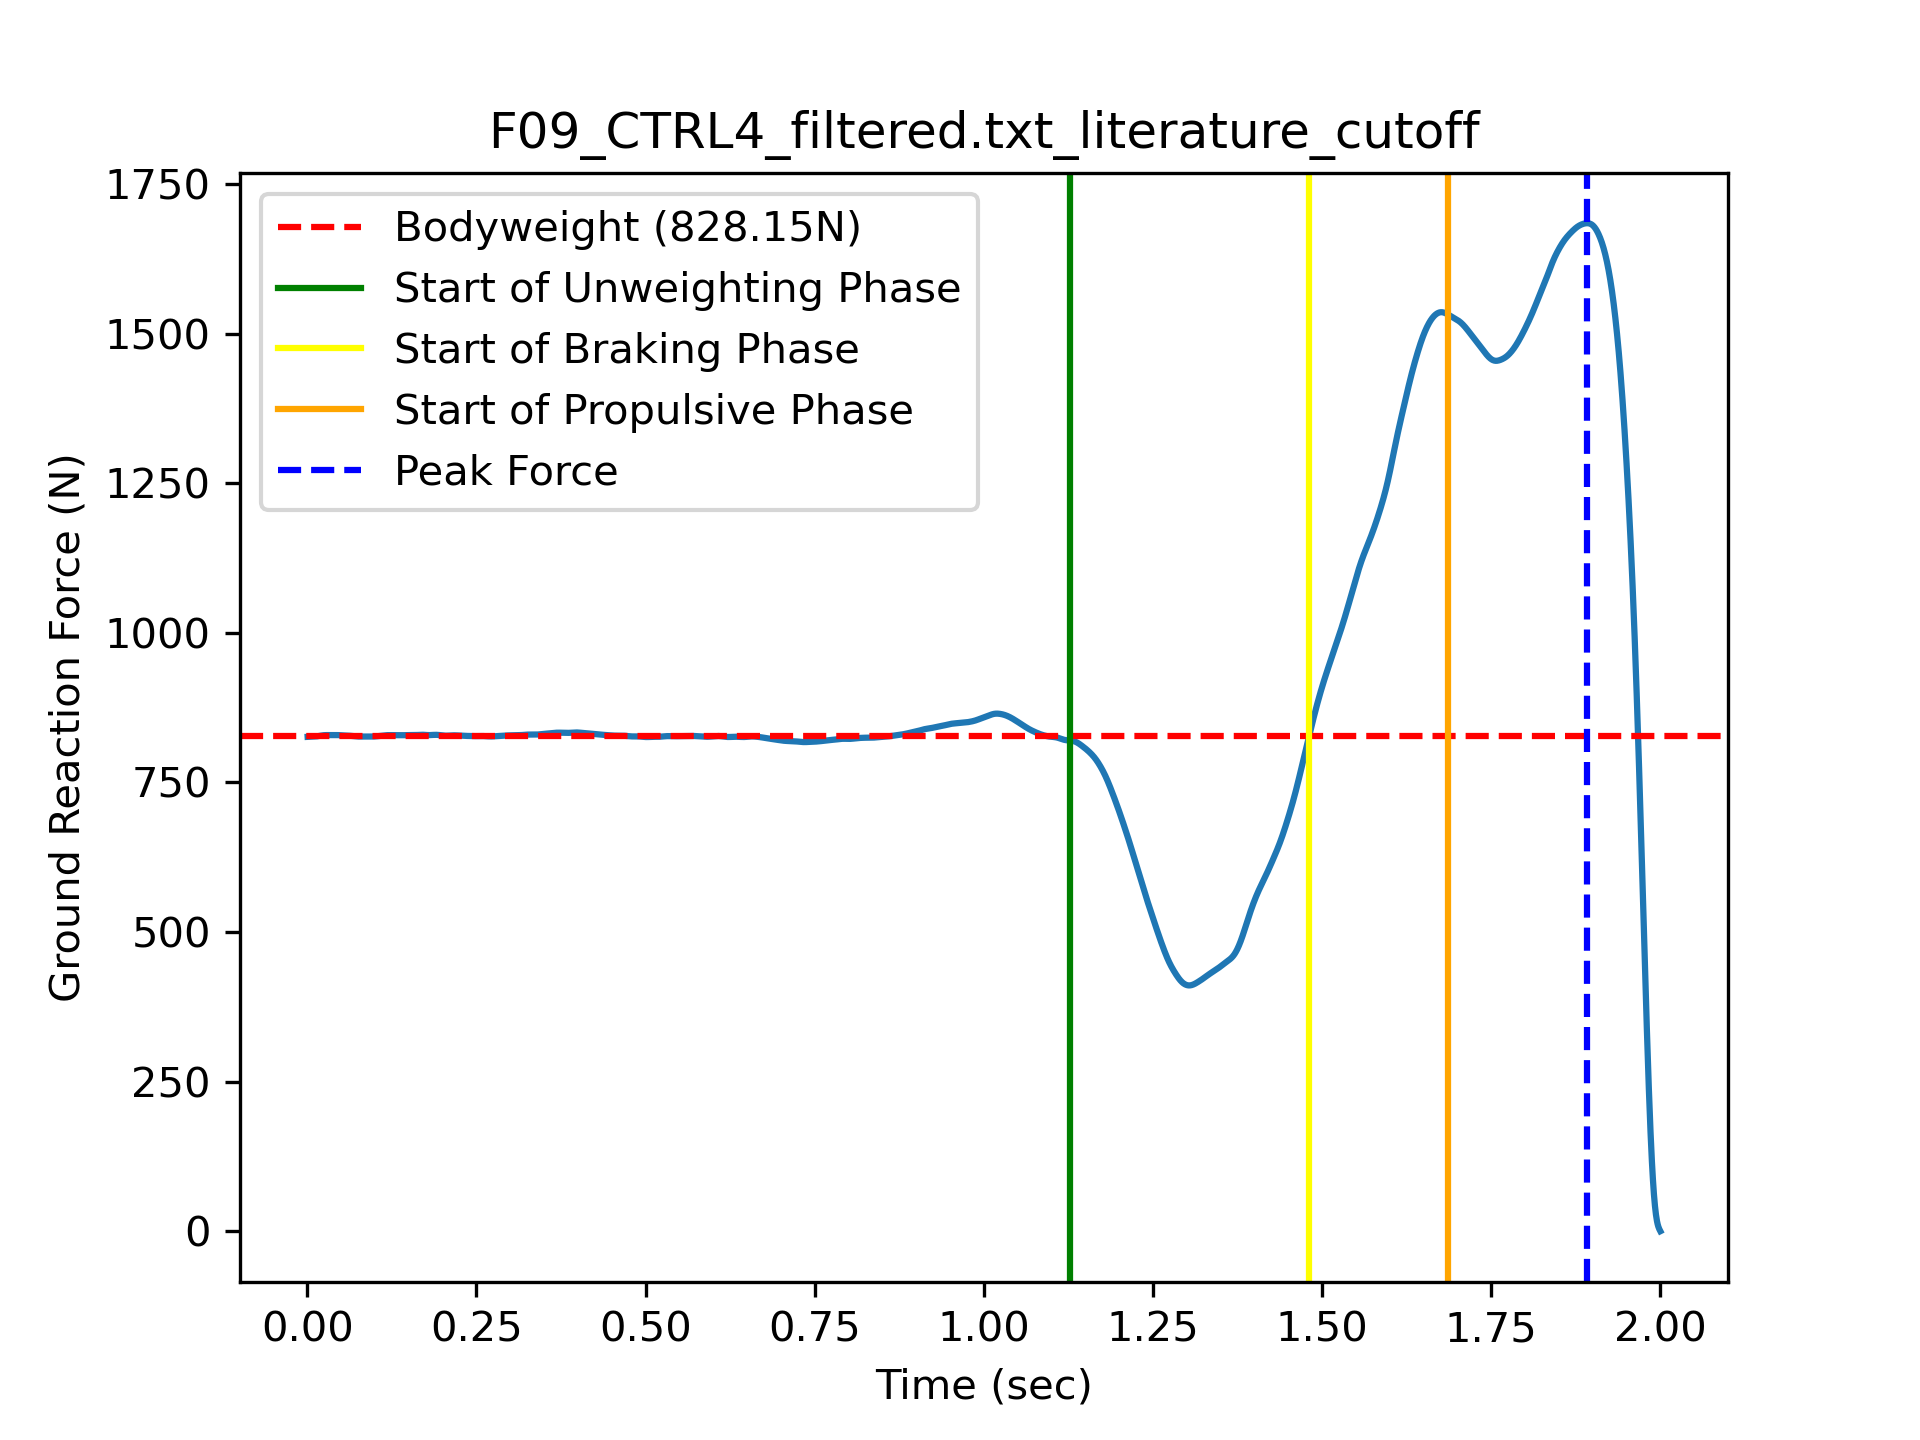 F09_CTRL4_filtered.txt_literature_cutoff
Bodyweight (828.15N)
Start of Unweighting Phase
Start of Braking Phase
Start of Propulsive Phase
Peak Force
Ground Reaction Force (N)
1750
1500
1250
1000
750
500
250
0
0.00 0.25 0.50 0.75 1.00 1.25 1.50 1.75 2.00
Time (sec)